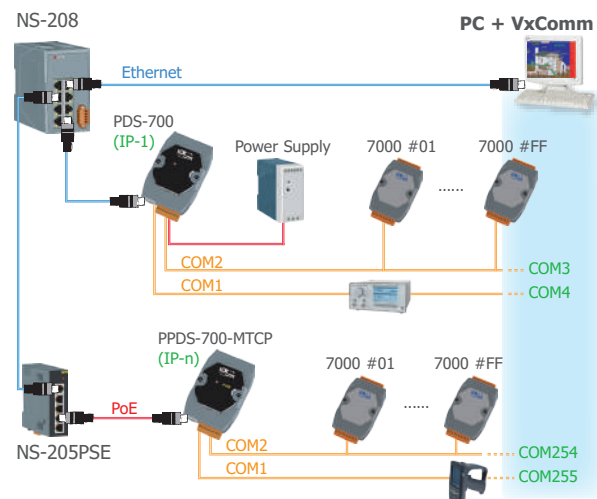 NS-208
PC + VxComm
Ethernet
PDS-700
(IP-1)
Power Supply
7000 #01
7000 #FF
......
COM2
COM3
COM1
COM4
PPDS-700-MTCP
(IP-n)
7000 #01
7000 #FF
......
PoE
COM2
COM254
NS-205PSE
COM1
COM255